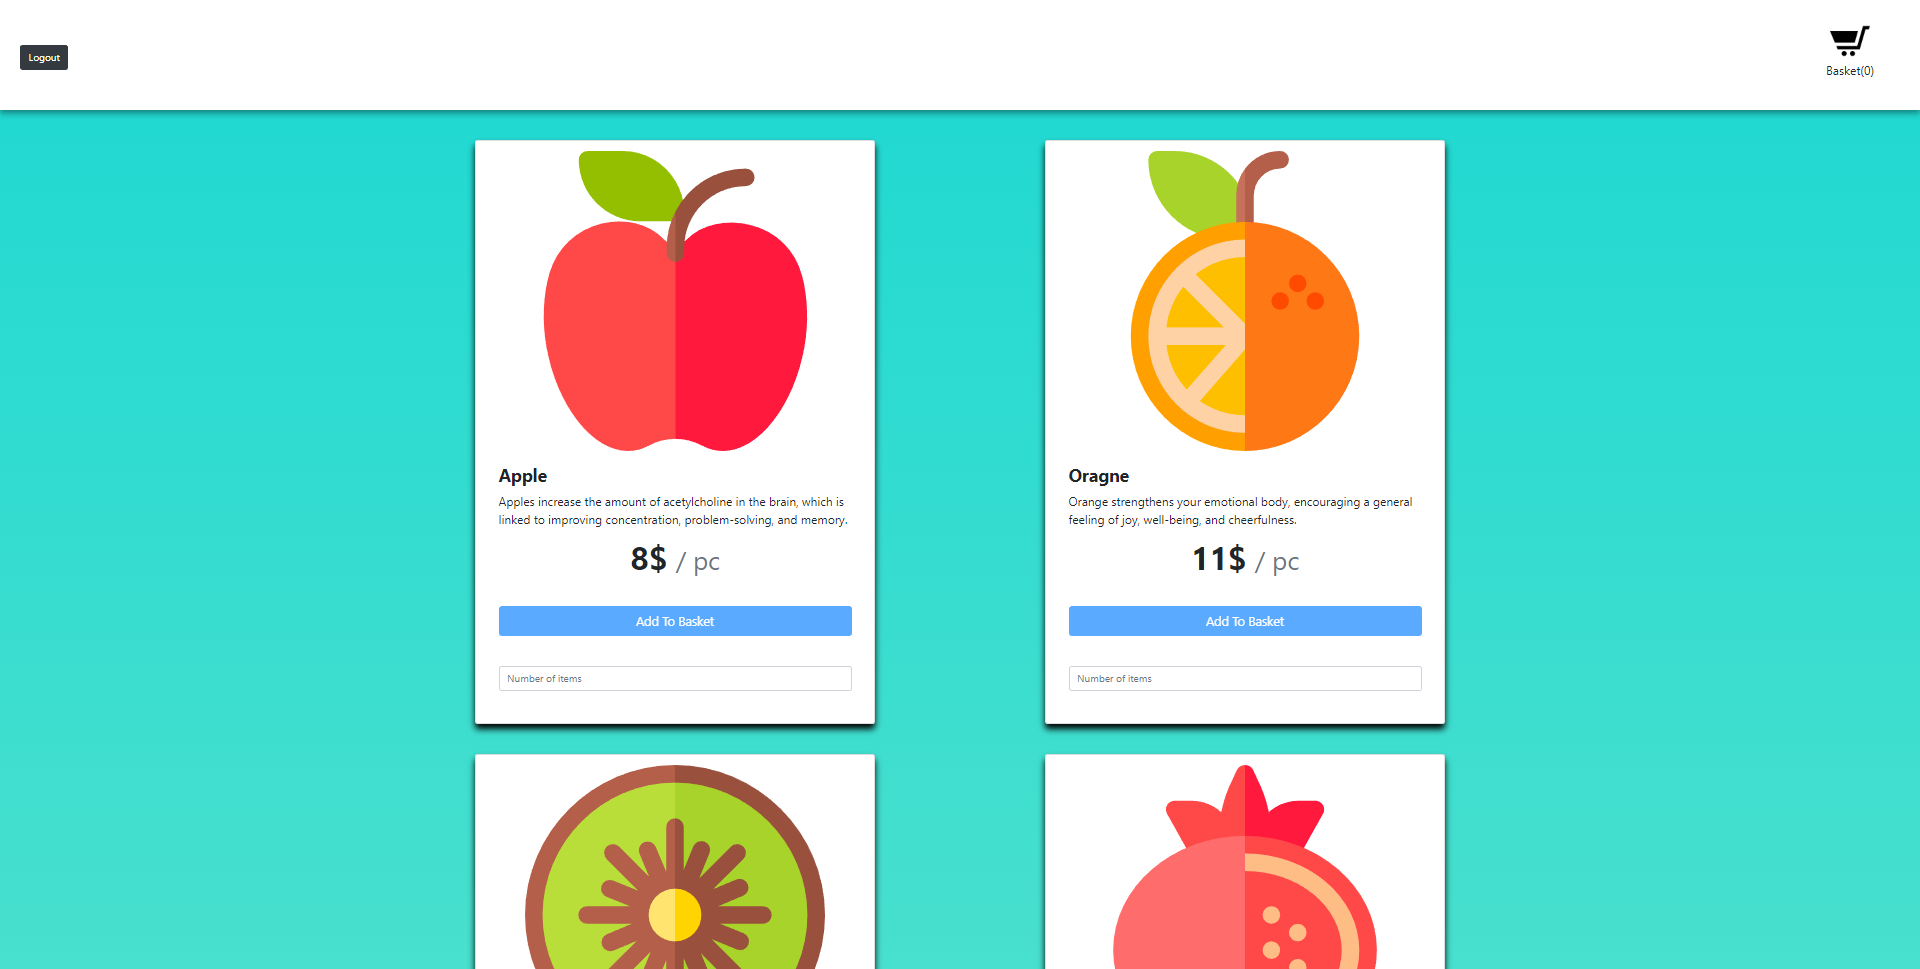 Logout
Basket(0)
Apple
Apples increase the amount of acetylcholine in the brain, which is
linked to improving concentration, problem-solving, and memory.
8$ / pc
Add To Basket
Number of items
Oragne
Orange strengthens your emotional body, encouraging a general
feeling of joy, well-being, and cheerfulness.
11$ / pc
Add To Basket
Number of items